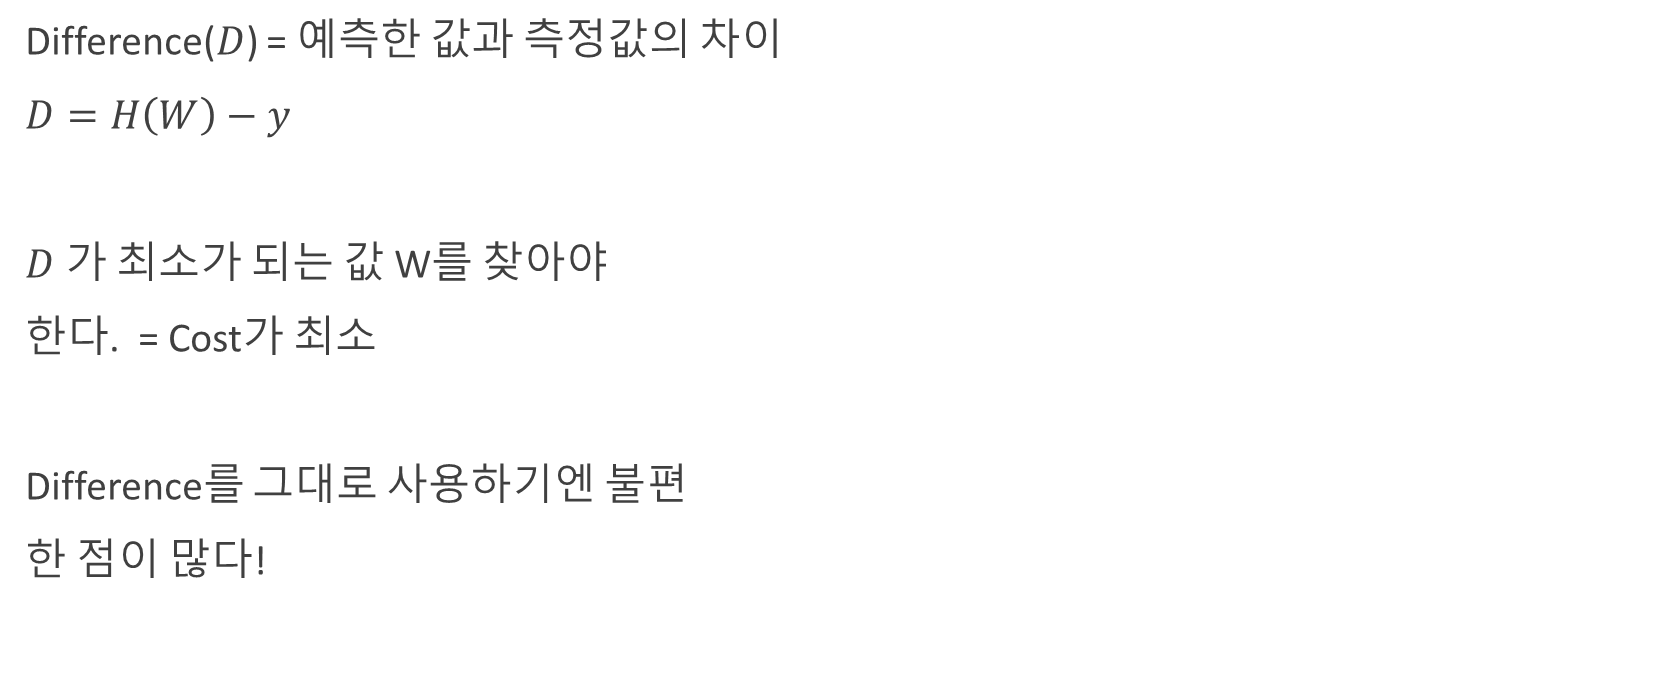 Difference(D) = 예측한 값과 측정값의 차이
D = H(W) − y
D 가 최소가 되는 값 W를 찾아야
한다. = Cost가 최소
Difference를 그대로 사용하기엔 불편
한 점이 많다!